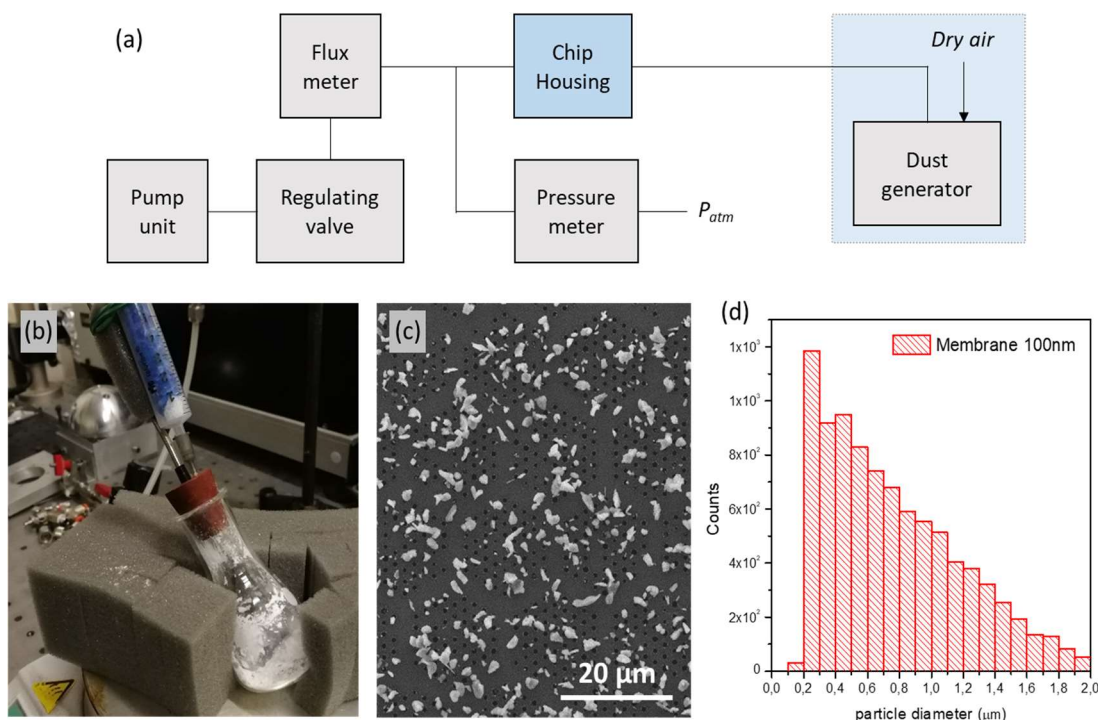 (a)
Flux
meter
Chip
Housing
Dry air
Dust
generator
Pump
unit
Regulating
valve
Pressure
meter
P_atm
(b)
(c)
20 µm
(d)
Membrane 100nm
Counts
1x10³
1x10³
8x10²
6x10²
4x10²
2x10²
0
0,0
0,2
0,4
0,6
0,8
1,0
1,2
1,4
1,6
1,8
2,0
particle diameter (µm)